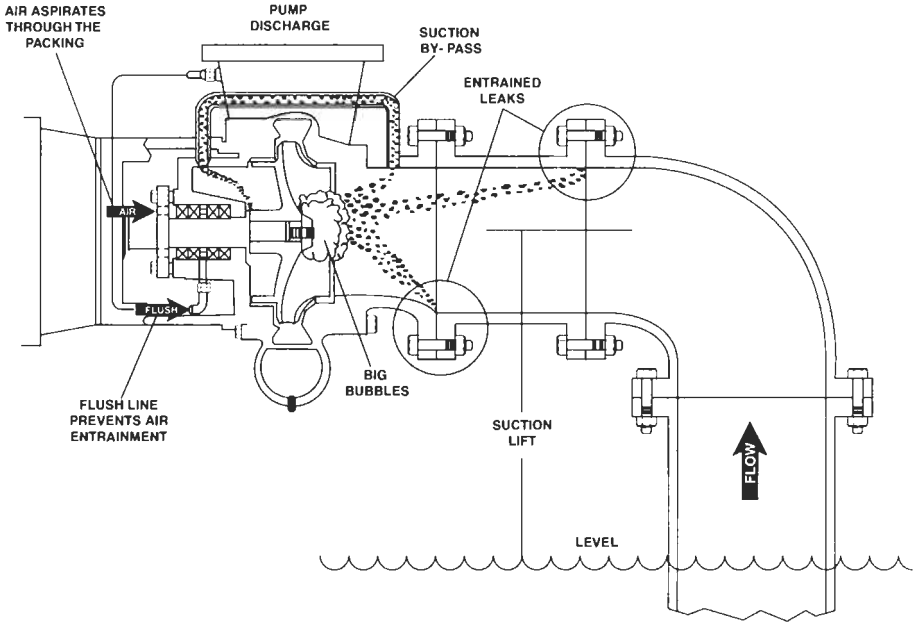 AIR ASPIRATES
THROUGH THE
PACKING
PUMP
DISCHARGE
SUCTION
BY- PASS
ENTRAINED
LEAKS
AIR
FLUSH
BIG
BUBBLES
FLUSH LINE
PREVENTS AIR
ENTRAINMENT
SUCTION
LIFT
FLOW
LEVEL